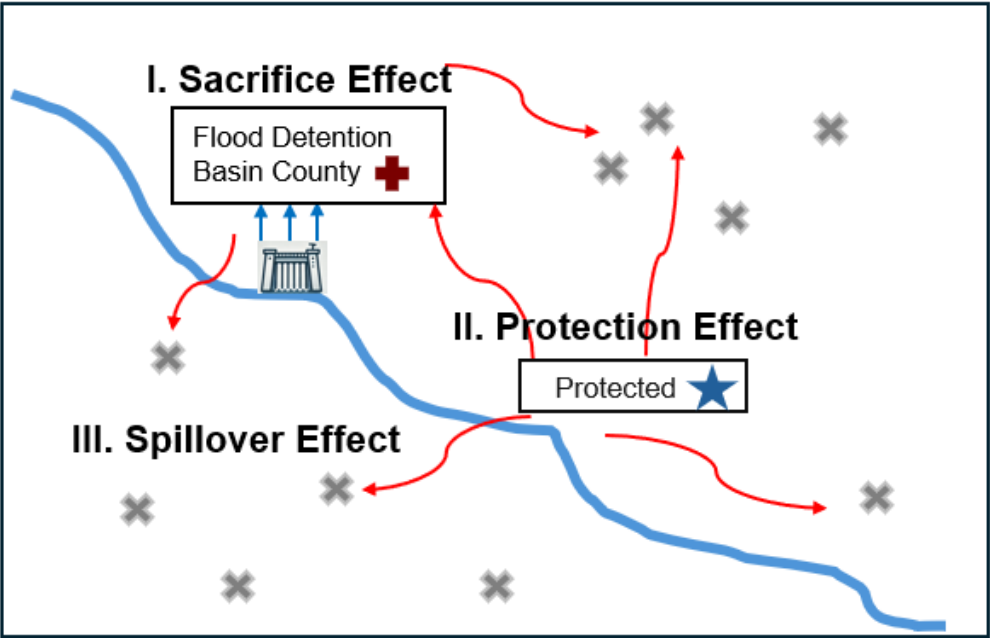 I. Sacrifice Effect
Flood Detention
Basin County
II. Protection Effect
Protected
III. Spillover Effect